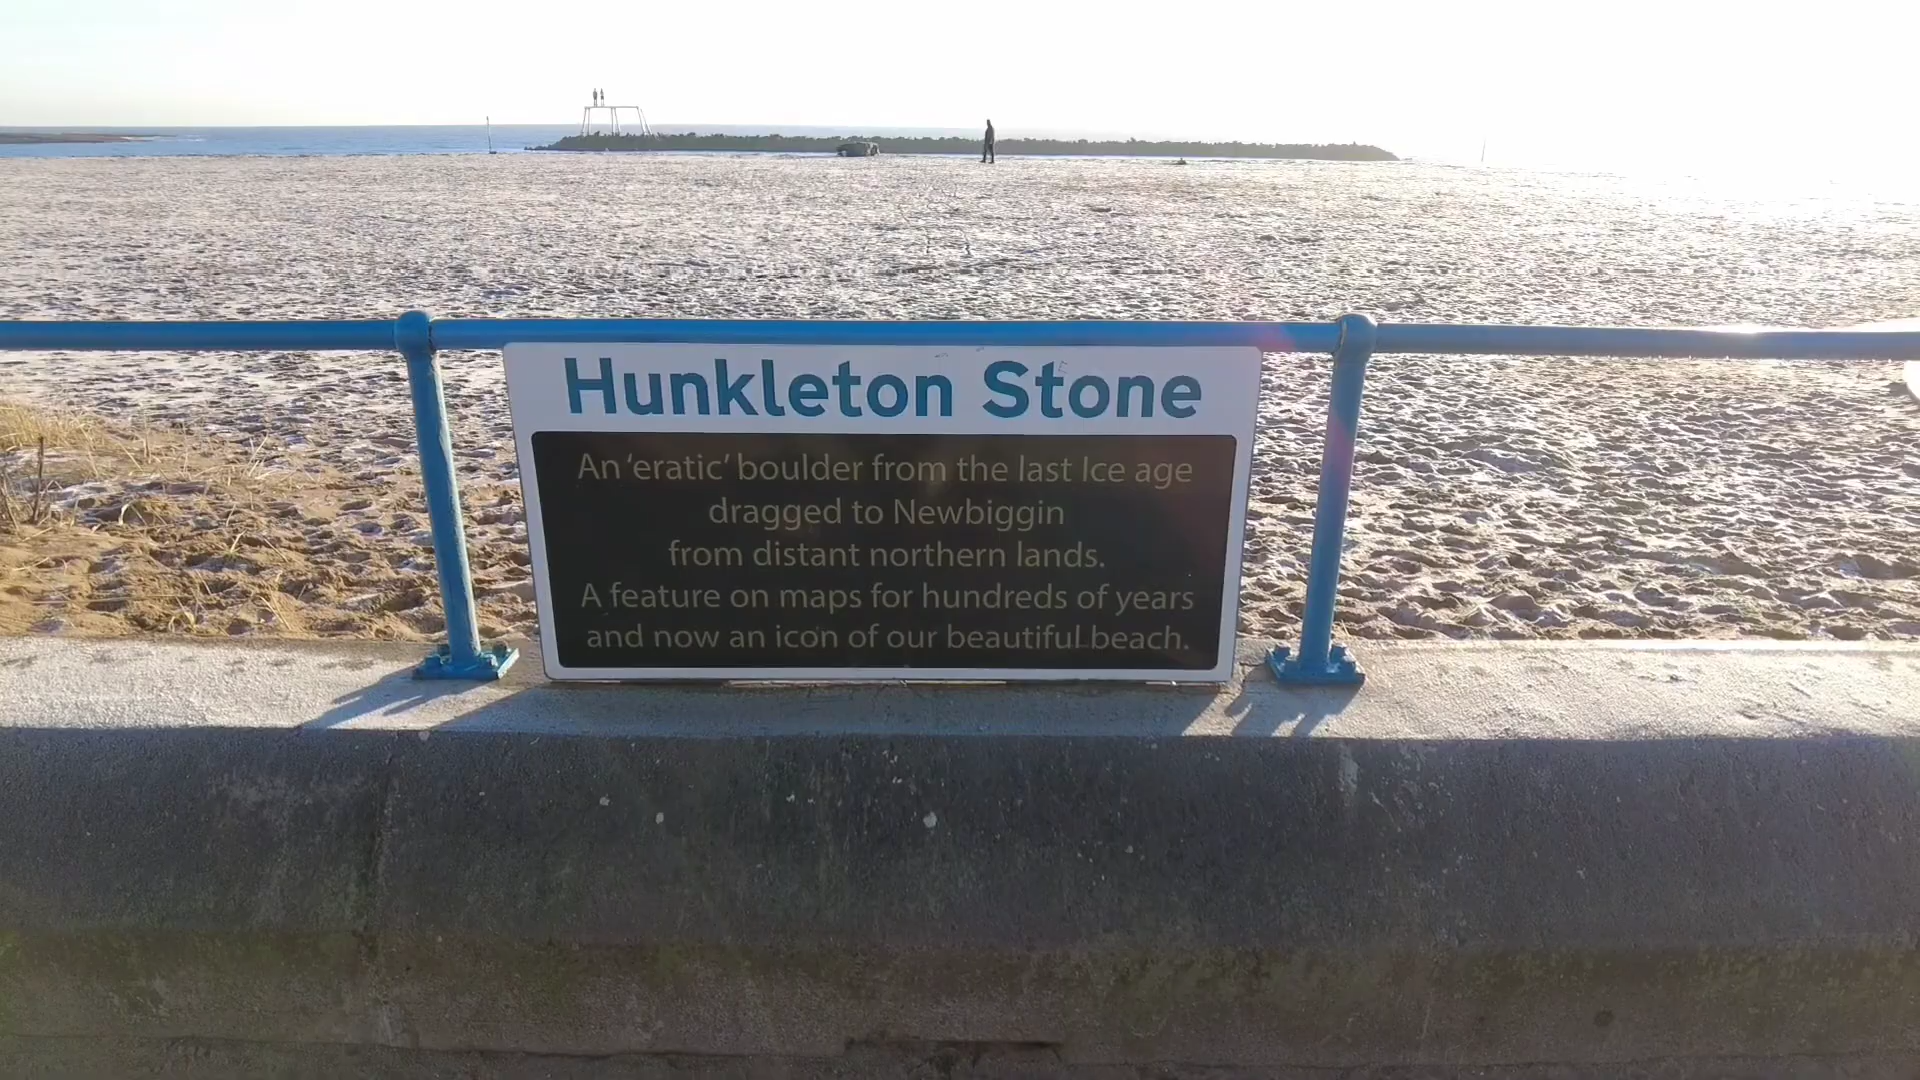 Hunkleton Stone
An 'eratic' boulder from the last Ice age
dragged to Newbiggin
from distant northern lands.
A feature on maps for hundreds of years
and now an icon of our beautiful beach.